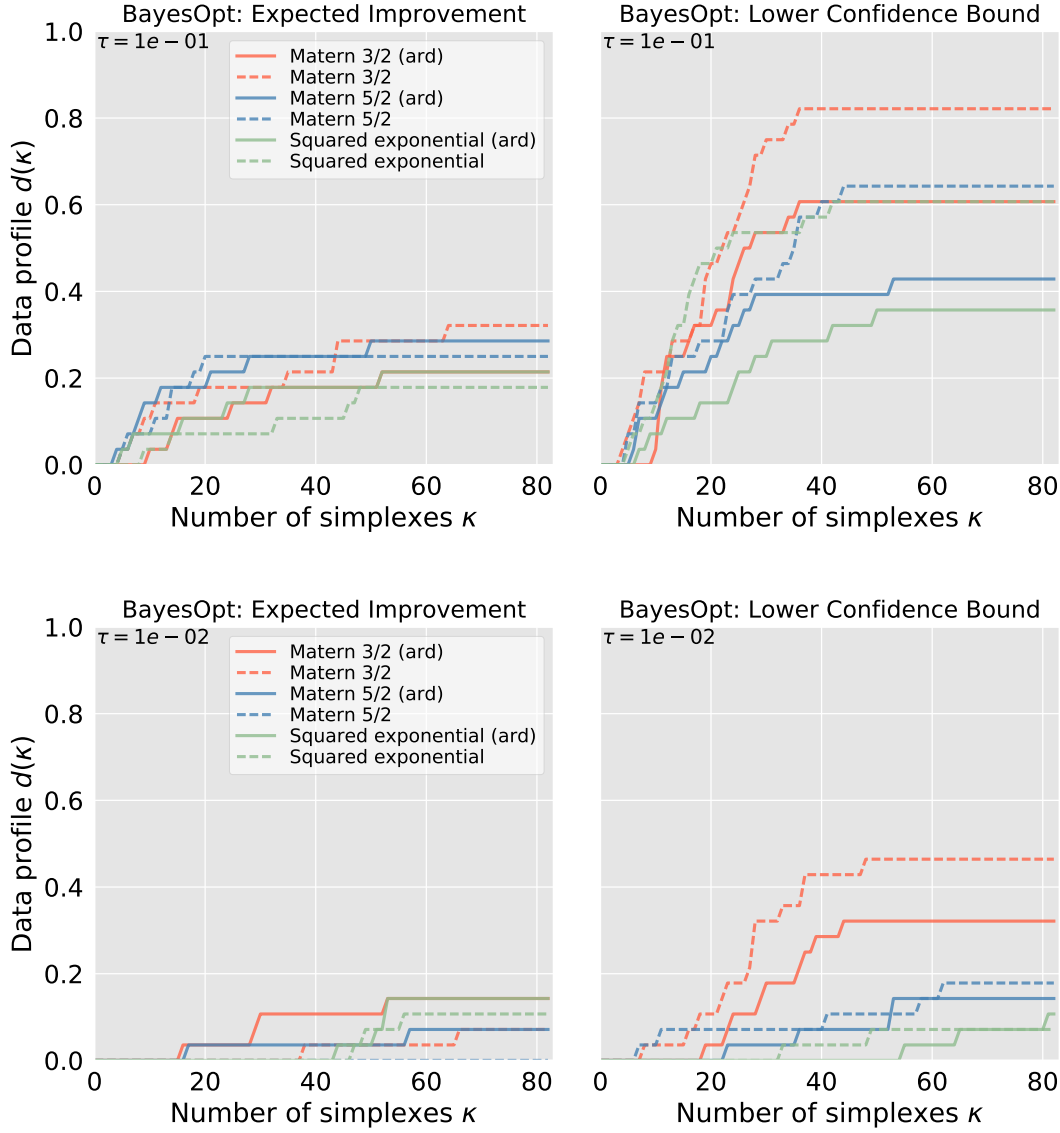 BayesOpt: Expected Improvement
BayesOpt: Lower Confidence Bound
τ = 1e − 01
Matern 3/2 (ard)
Matern 3/2
Matern 5/2 (ard)
Matern 5/2
Squared exponential (ard)
Squared exponential
τ = 1e − 01
Data profile d(κ)
1.0
0.8
0.6
0.4
0.2
0.0
0 20 40 60 80
0 20 40 60 80
Number of simplexes κ
Number of simplexes κ
BayesOpt: Expected Improvement
BayesOpt: Lower Confidence Bound
τ = 1e − 02
Matern 3/2 (ard)
Matern 3/2
Matern 5/2 (ard)
Matern 5/2
Squared exponential (ard)
Squared exponential
τ = 1e − 02
Data profile d(κ)
1.0
0.8
0.6
0.4
0.2
0.0
0 20 40 60 80
0 20 40 60 80
Number of simplexes κ
Number of simplexes κ